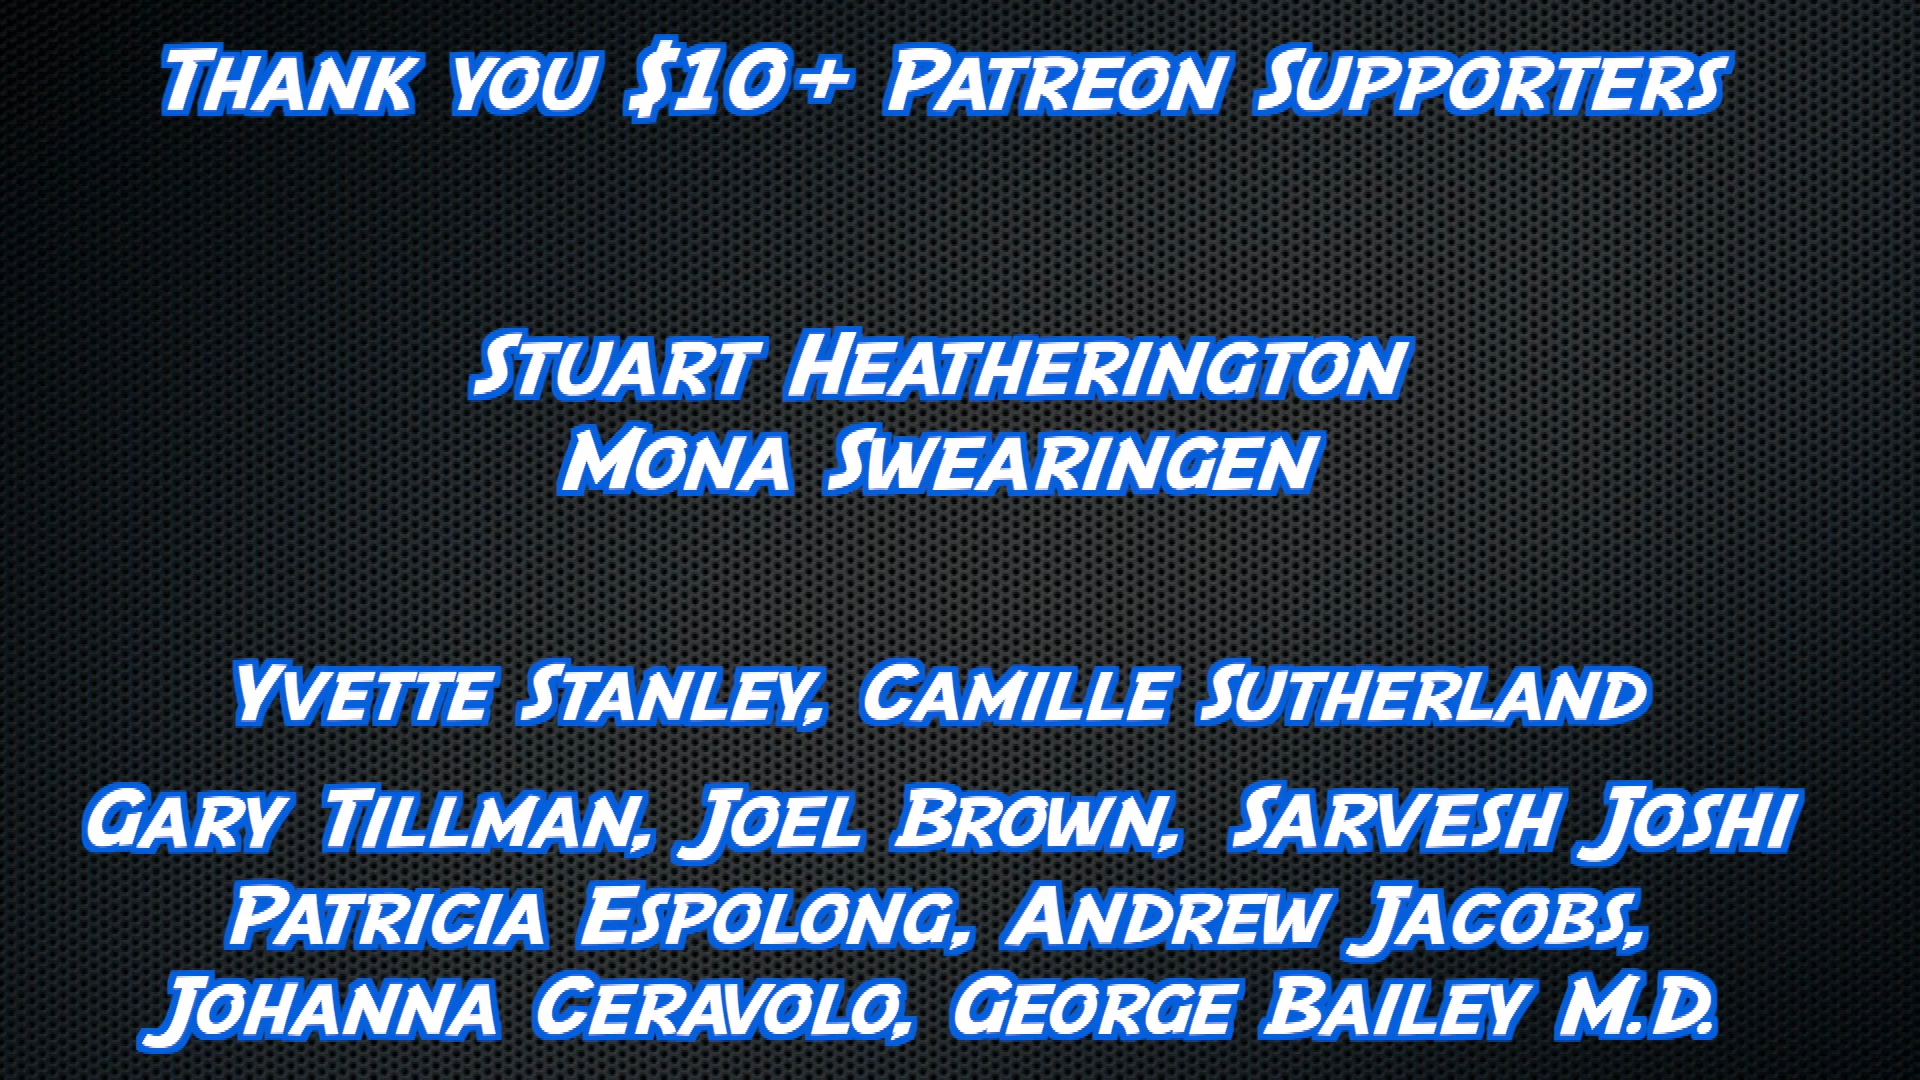 Thank you $10+ Patreon Supporters
Stuart Heatherington
Mona Swearingen
Yvette Stanley, Camille Sutherland
Gary Tillman, Joel Brown, Sarvesh Joshi
Patricia Espolong, Andrew Jacobs,
Johanna Ceravolo, George Bailey M.D.